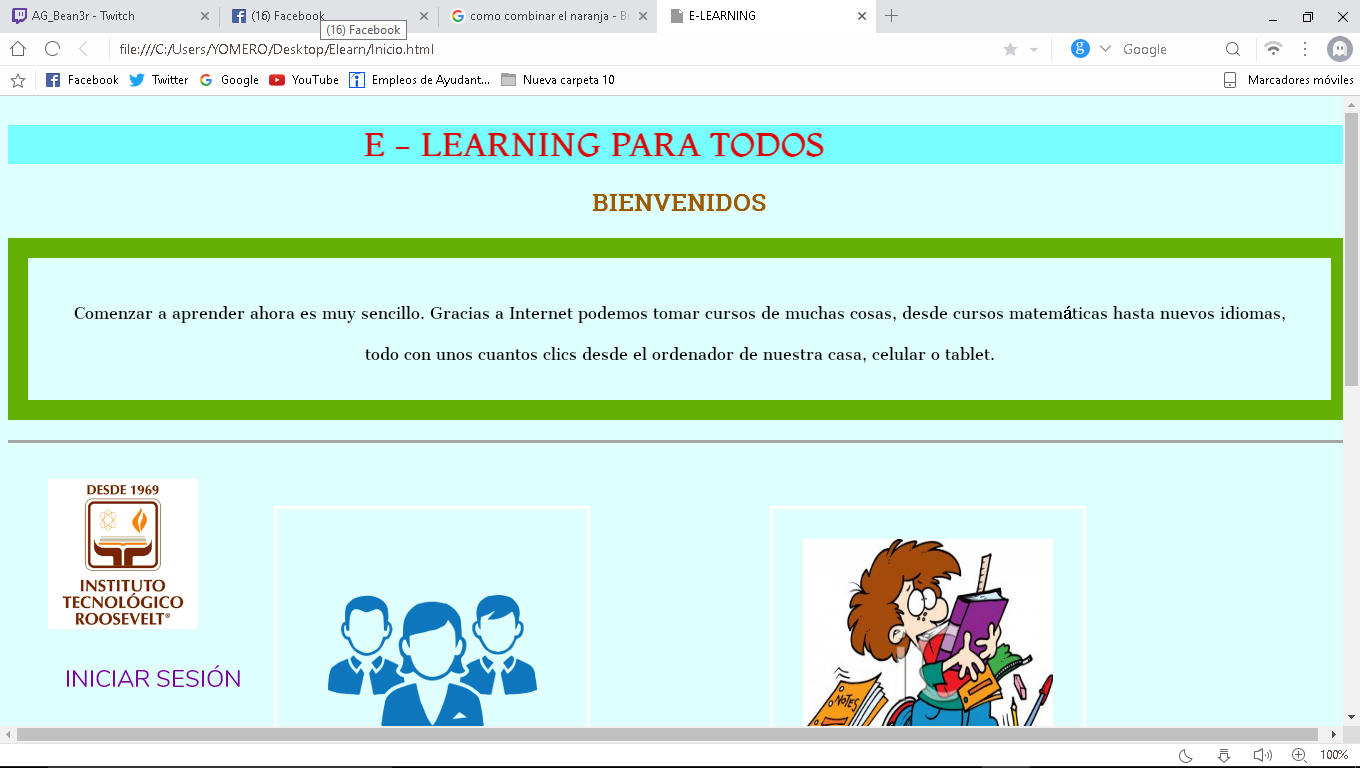 AG_Bean3r - Twitch
(16) Facebook
como combinar el naranja - B
E-LEARNING
(16) Facebook
file:///C:/Users/YOMERO/Desktop/Elearn/Inicio.html
Google
Facebook
Twitter
Google
YouTube
Empleos de Ayudant...
Nueva carpeta 10
Marcadores móviles
E – LEARNING PARA TODOS
BIENVENIDOS
Comenzar a aprender ahora es muy sencillo. Gracias a Internet podemos tomar cursos de muchas cosas, desde cursos matemáticas hasta nuevos idiomas,
todo con unos cuantos clics desde el ordenador de nuestra casa, celular o tablet.
DESDE 1969
INSTITUTO
TECNOLÓGICO
ROOSEVELT®
INICIAR SESIÓN
NOTES
100%